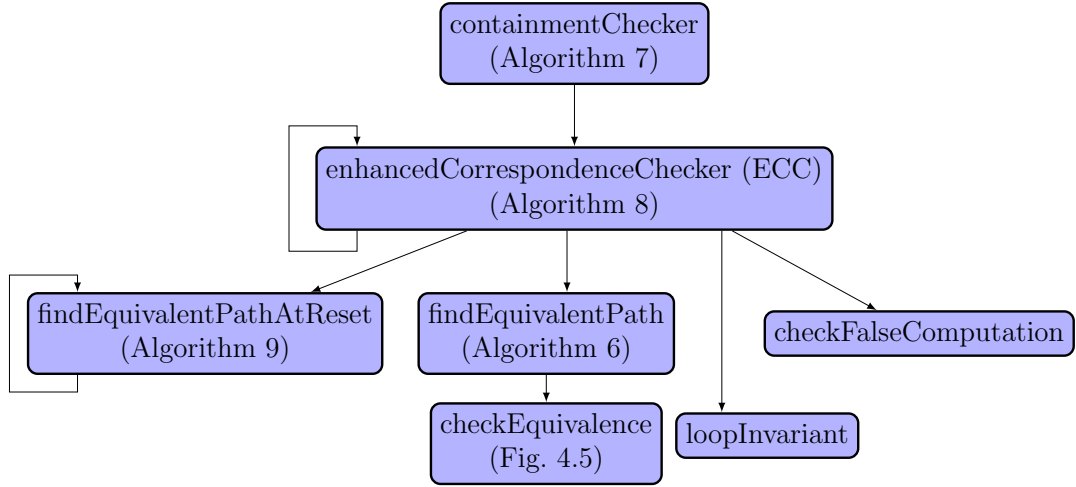 containmentChecker
(Algorithm 7)
enhancedCorrespondenceChecker (ECC)
(Algorithm 8)
findEquivalentPathAtReset
(Algorithm 9)
findEquivalentPath
(Algorithm 6)
checkFalseComputation
checkEquivalence
(Fig. 4.5)
loopInvariant